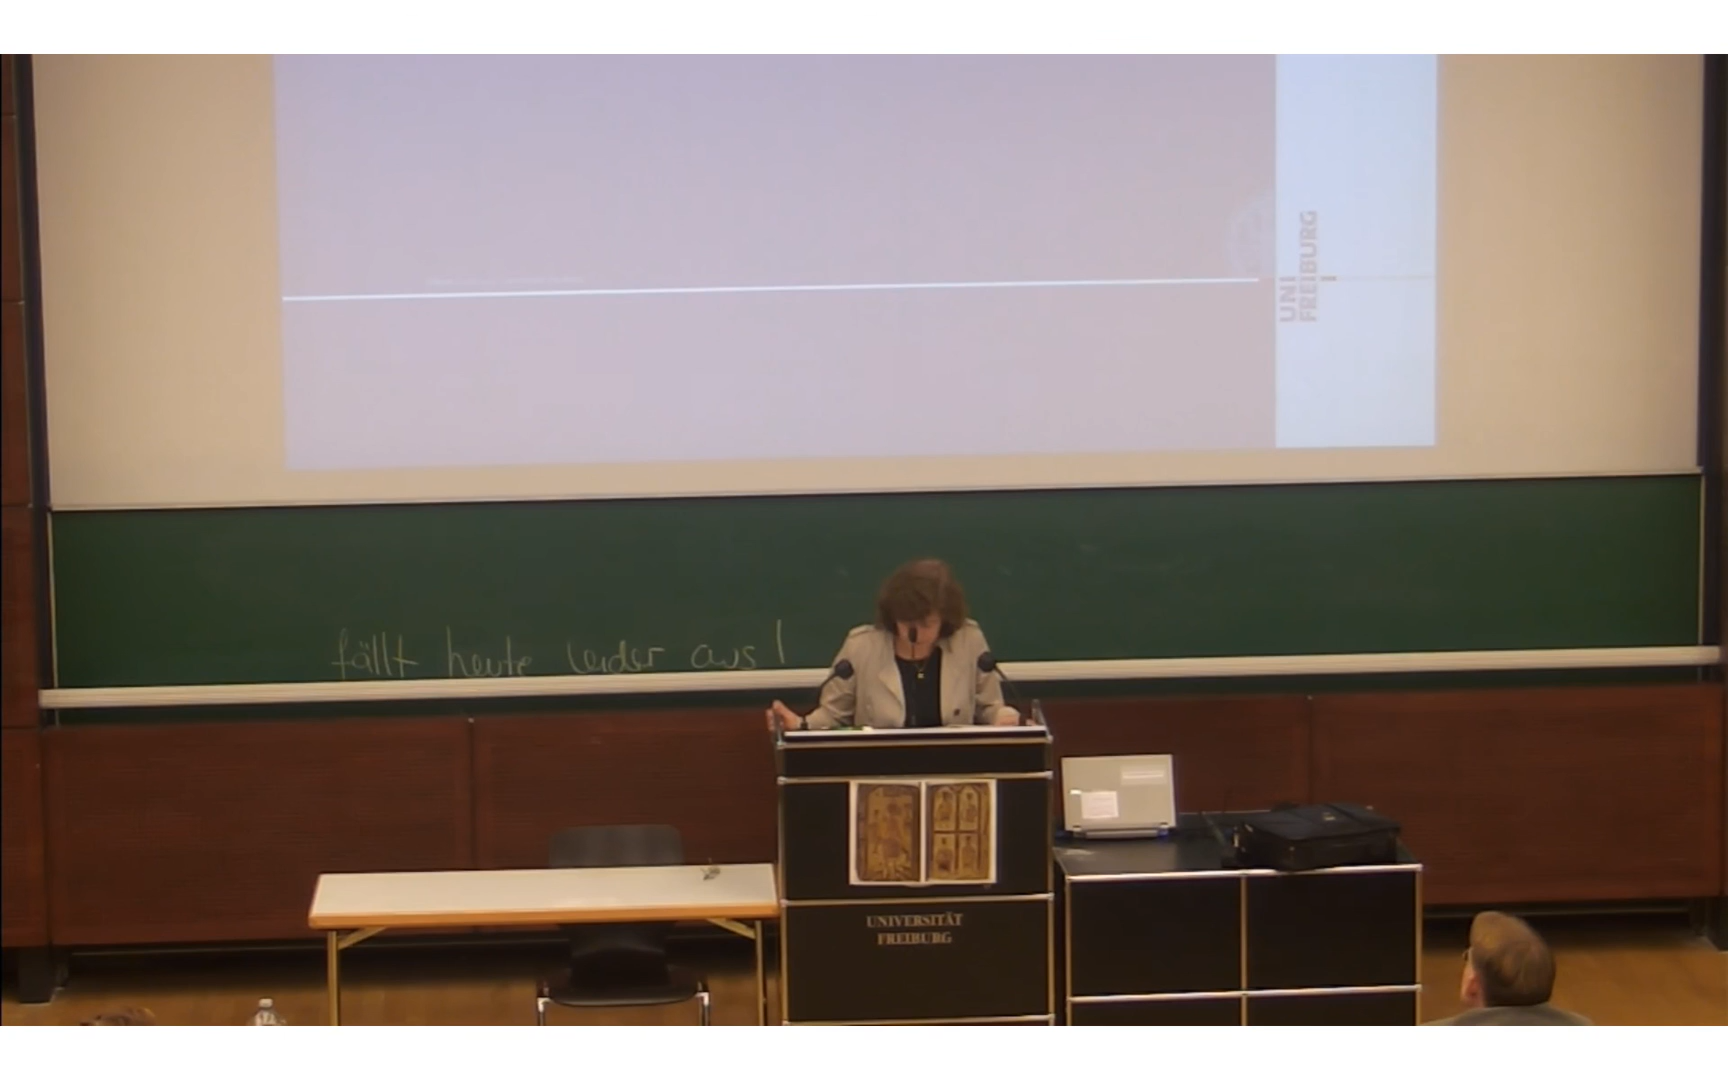 UNI
FREIBURG
fällt heute leider aus!
UNIVERSITÄT
FREIBURG